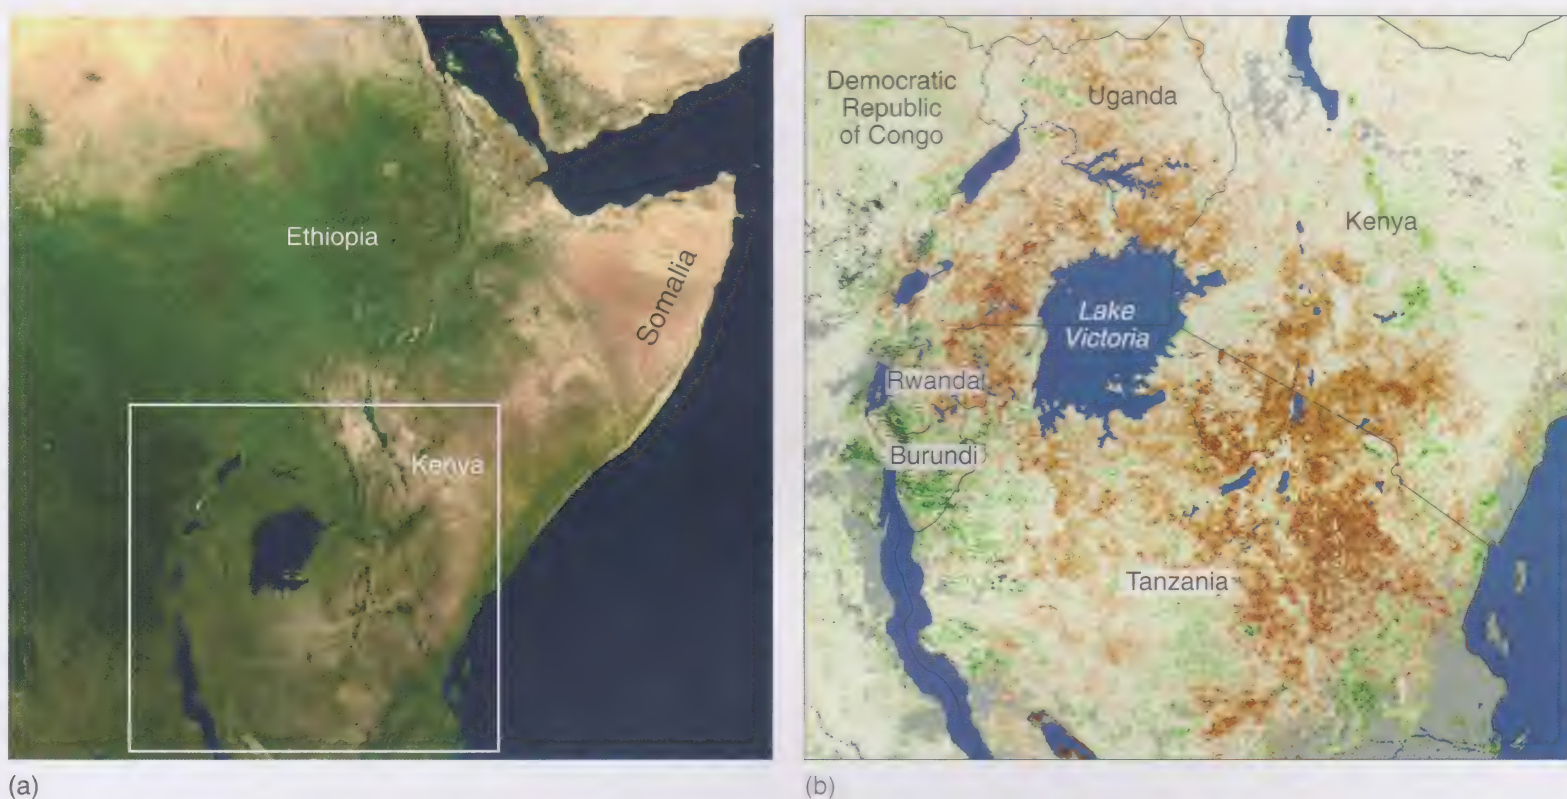 Ethiopia
Somalia
Kenya
(a)
Democratic
Republic
of Congo
Uganda
Kenya
Lake
Victoria
Rwanda
Burundi
Tanzania
(b)